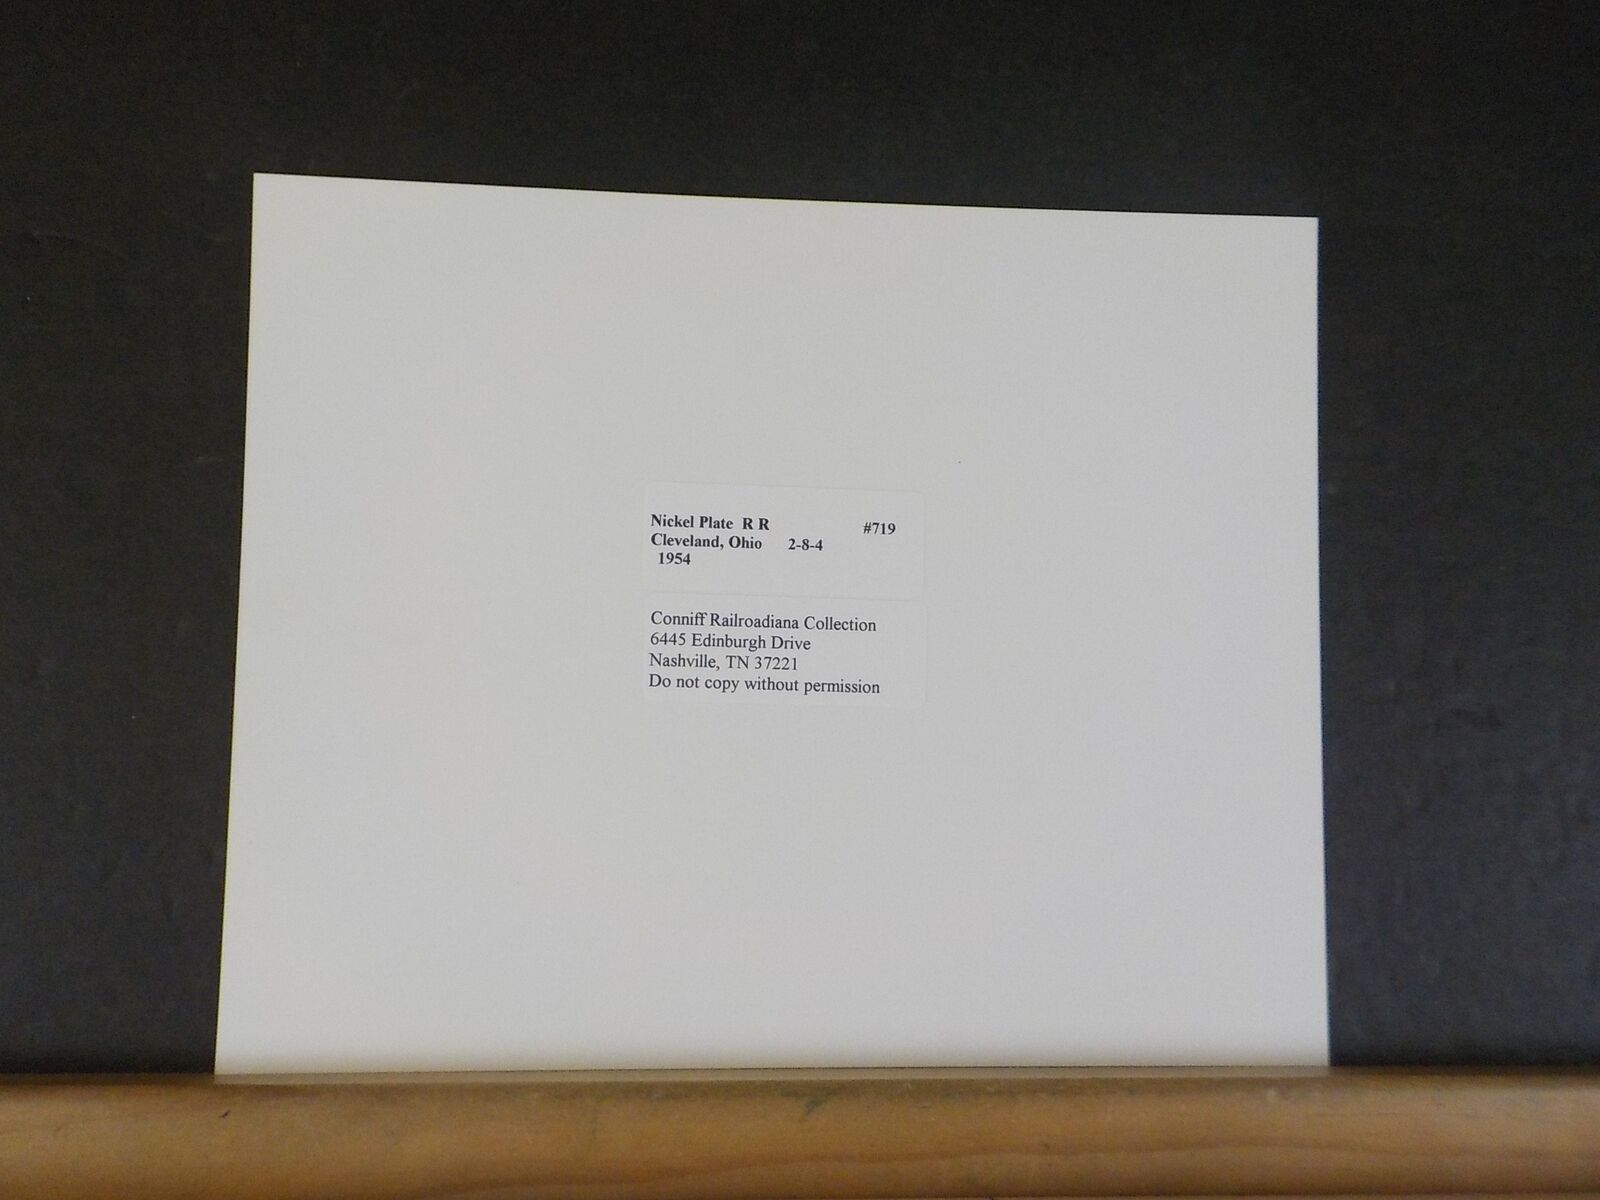 Nickel Plate R R #719
Cleveland, Ohio 2-8-4
1954
Conniff Railroadiana Collection
6445 Edinburgh Drive
Nashville, TN 37221
Do not copy without permission